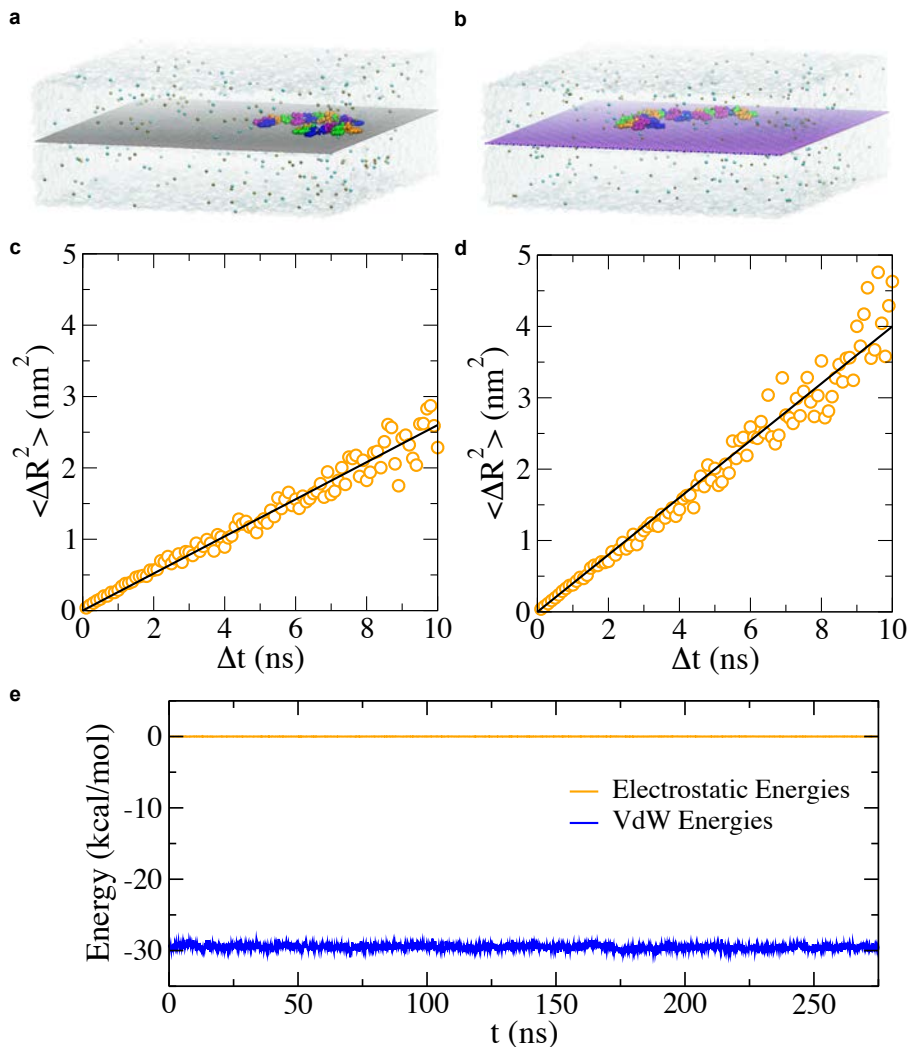 a
b
c
d
5
4
3
2
1
0
<ΔR²> (nm²)
0 2 4 6 8 10
Δt (ns)
5
4
3
2
1
0
<ΔR²> (nm²)
0 2 4 6 8 10
Δt (ns)
e
0
-10
-20
-30
Energy (kcal/mol)
Electrostatic Energies
VdW Energies
0 50 100 150 200 250
t (ns)